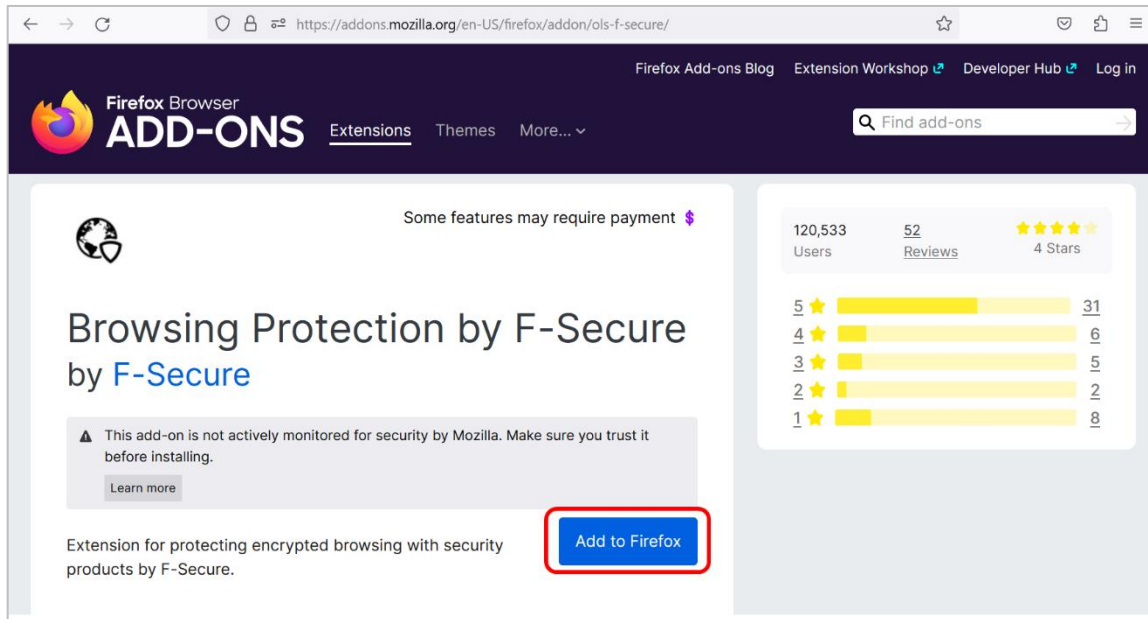 https://addons.mozilla.org/en-US/firefox/addon/ols-f-secure/
Firefox Add-ons Blog Extension Workshop Developer Hub Log in
Firefox Browser
ADD-ONS
Extensions Themes More...
Find add-ons
Some features may require payment $
Browsing Protection by F-Secure
by F-Secure
This add-on is not actively monitored for security by Mozilla. Make sure you trust it
before installing.
Learn more
Extension for protecting encrypted browsing with security
products by F-Secure.
Add to Firefox
120,533 52
Users Reviews 4 Stars
5 31
4 6
3 5
2 2
1 8